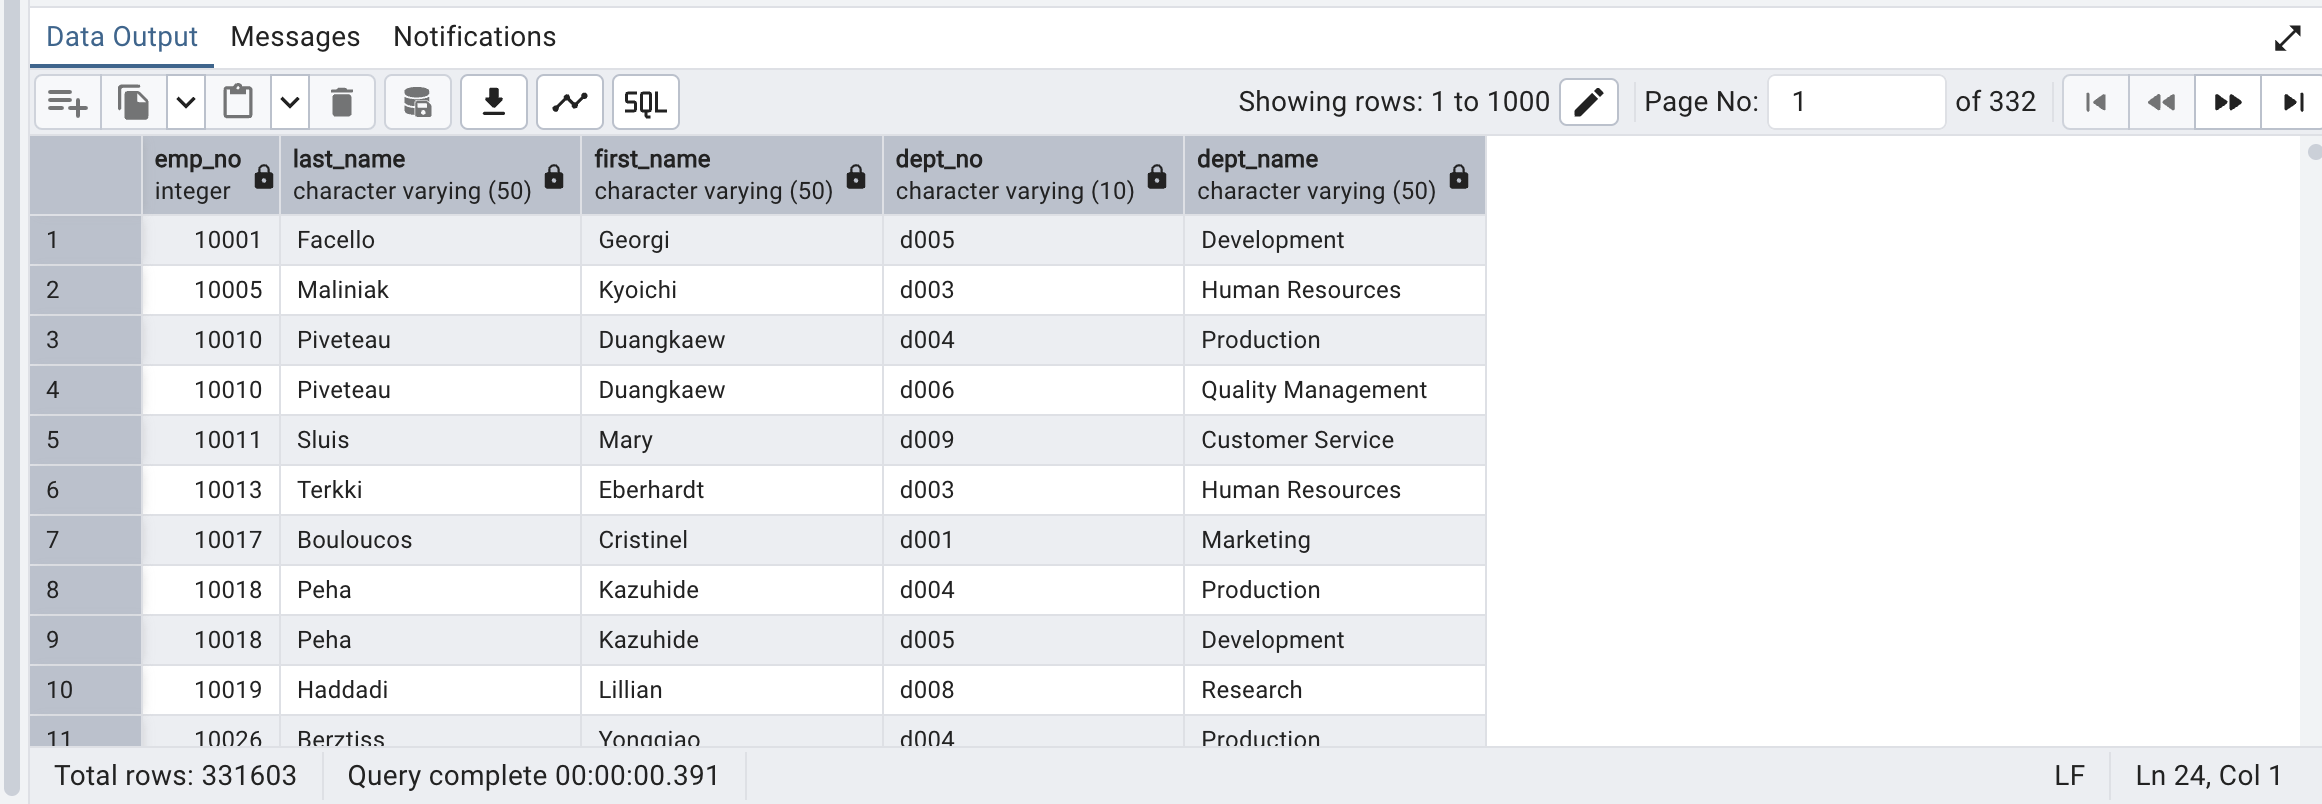 Data Output Messages Notifications
SQL Showing rows: 1 to 1000 Page No: 1 of 332
emp_no last_name first_name dept_no dept_name
integer character varying (50) character varying (50) character varying (10) character varying (50)
1 10001 Facello Georgi d005 Development
2 10005 Maliniak Kyoichi d003 Human Resources
3 10010 Piveteau Duangkaew d004 Production
4 10010 Piveteau Duangkaew d006 Quality Management
5 10011 Sluis Mary d009 Customer Service
6 10013 Terkki Eberhardt d003 Human Resources
7 10017 Bouloucos Cristinel d001 Marketing
8 10018 Peha Kazuhide d004 Production
9 10018 Peha Kazuhide d005 Development
10 10019 Haddadi Lillian d008 Research
11 10026 Berztiss Yongqiao d004 Production
Total rows: 331603 Query complete 00:00:00.391 LF Ln 24, Col 1